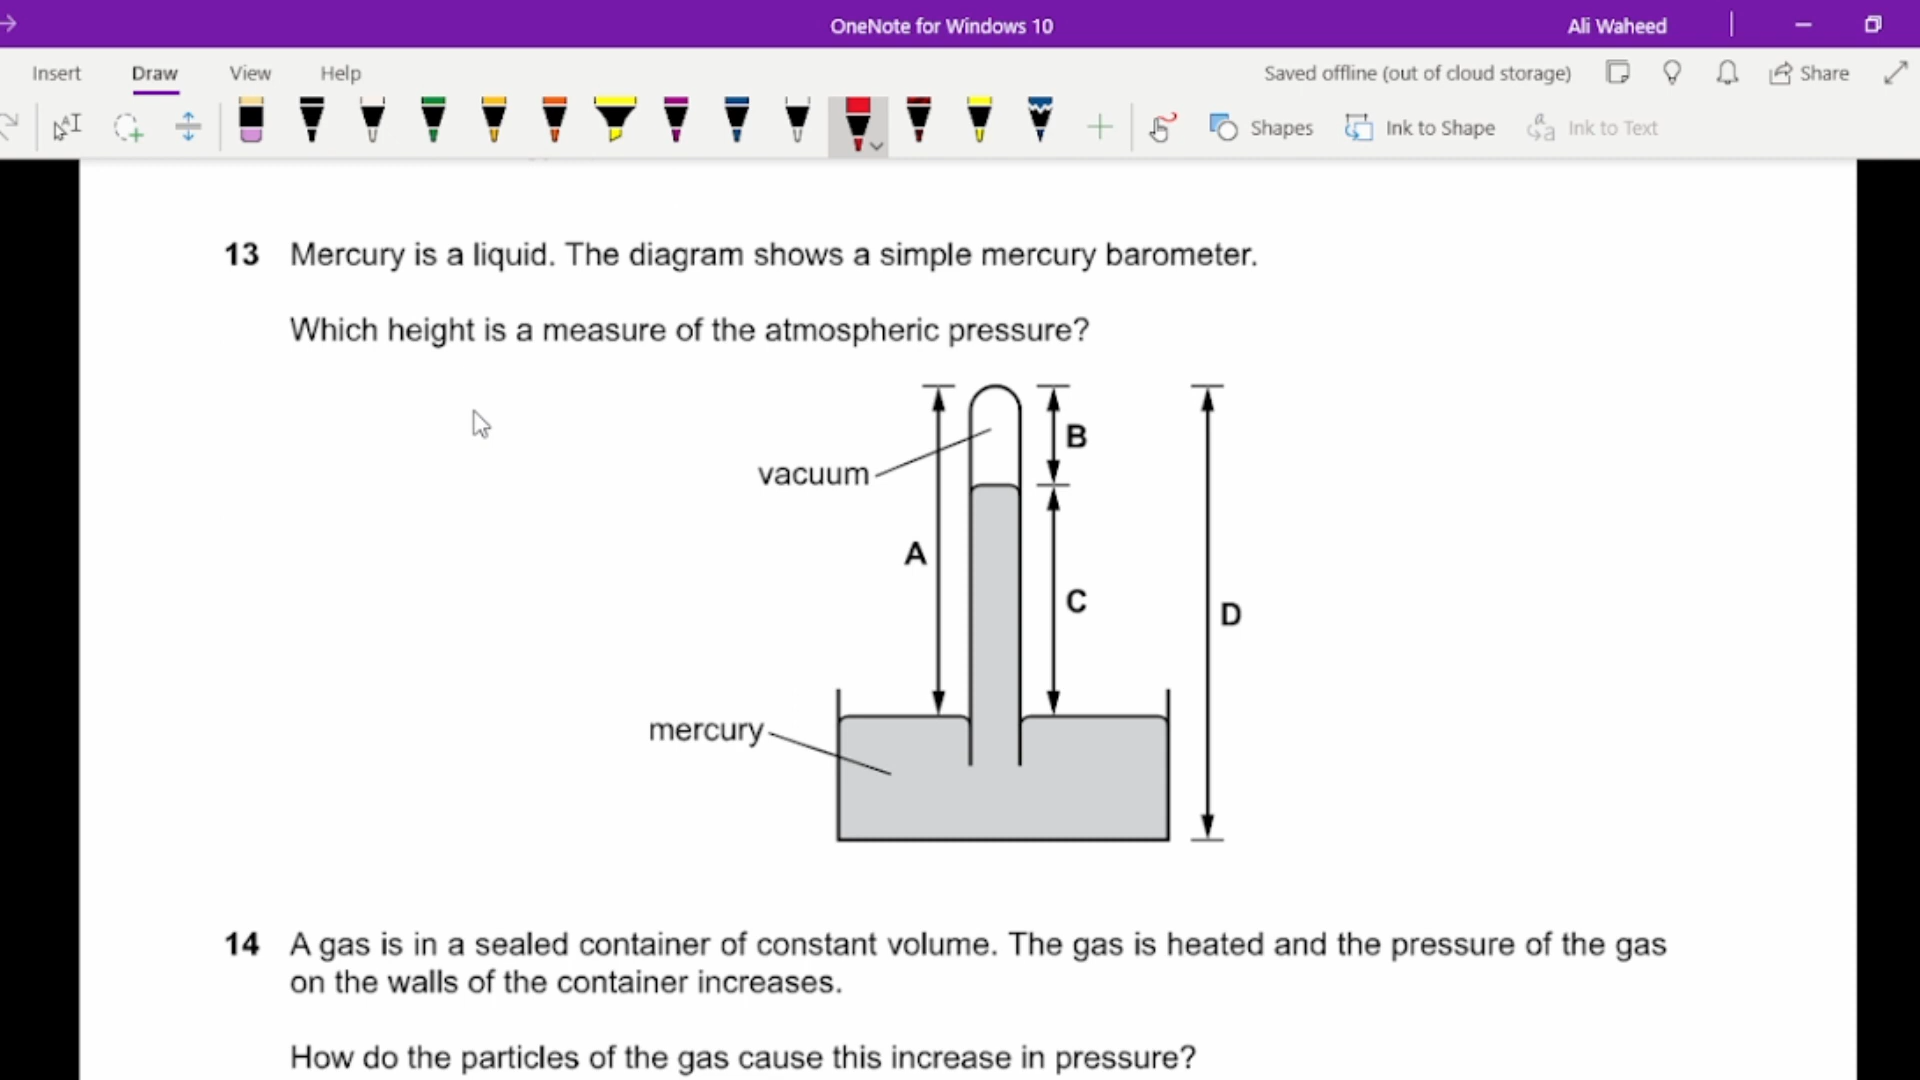 OneNote for Windows 10
Ali Waheed
Insert
Draw
View
Help
Saved offline (out of cloud storage)
Share
Shapes
Ink to Shape
Ink to Text
13 Mercury is a liquid. The diagram shows a simple mercury barometer.
Which height is a measure of the atmospheric pressure?
B
vacuum
A
C
D
mercury
14 A gas is in a sealed container of constant volume. The gas is heated and the pressure of the gas
on the walls of the container increases.
How do the particles of the gas cause this increase in pressure?